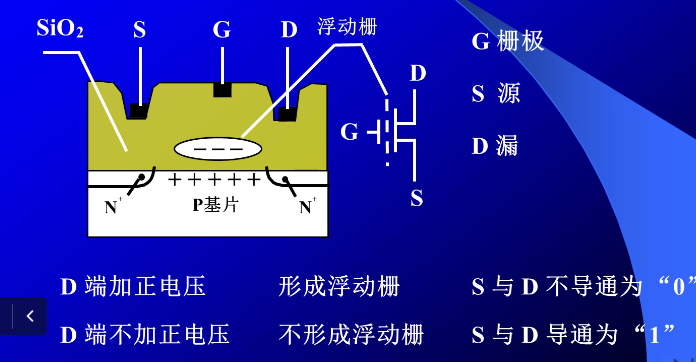 SiO2 S G D 浮动栅
G 栅极
D
S 源
G
D 漏
S
+ + + + +
N+ P基片 N+
D 端加正电压 形成浮动栅 S 与 D 不导通为 “0”
D 端不加正电压 不形成浮动栅 S 与 D 导通为 “1”